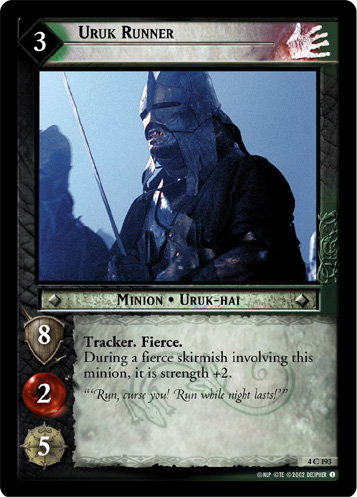 3
URUK RUNNER
MINION • URUK-HAI
8
Tracker. Fierce.
During a fierce skirmish involving this
minion, it is strength +2.
2
“‘Run, curse you! Run while night lasts!’”
5
4 C 193
©NLP ©TE ©2002 DECIPHER